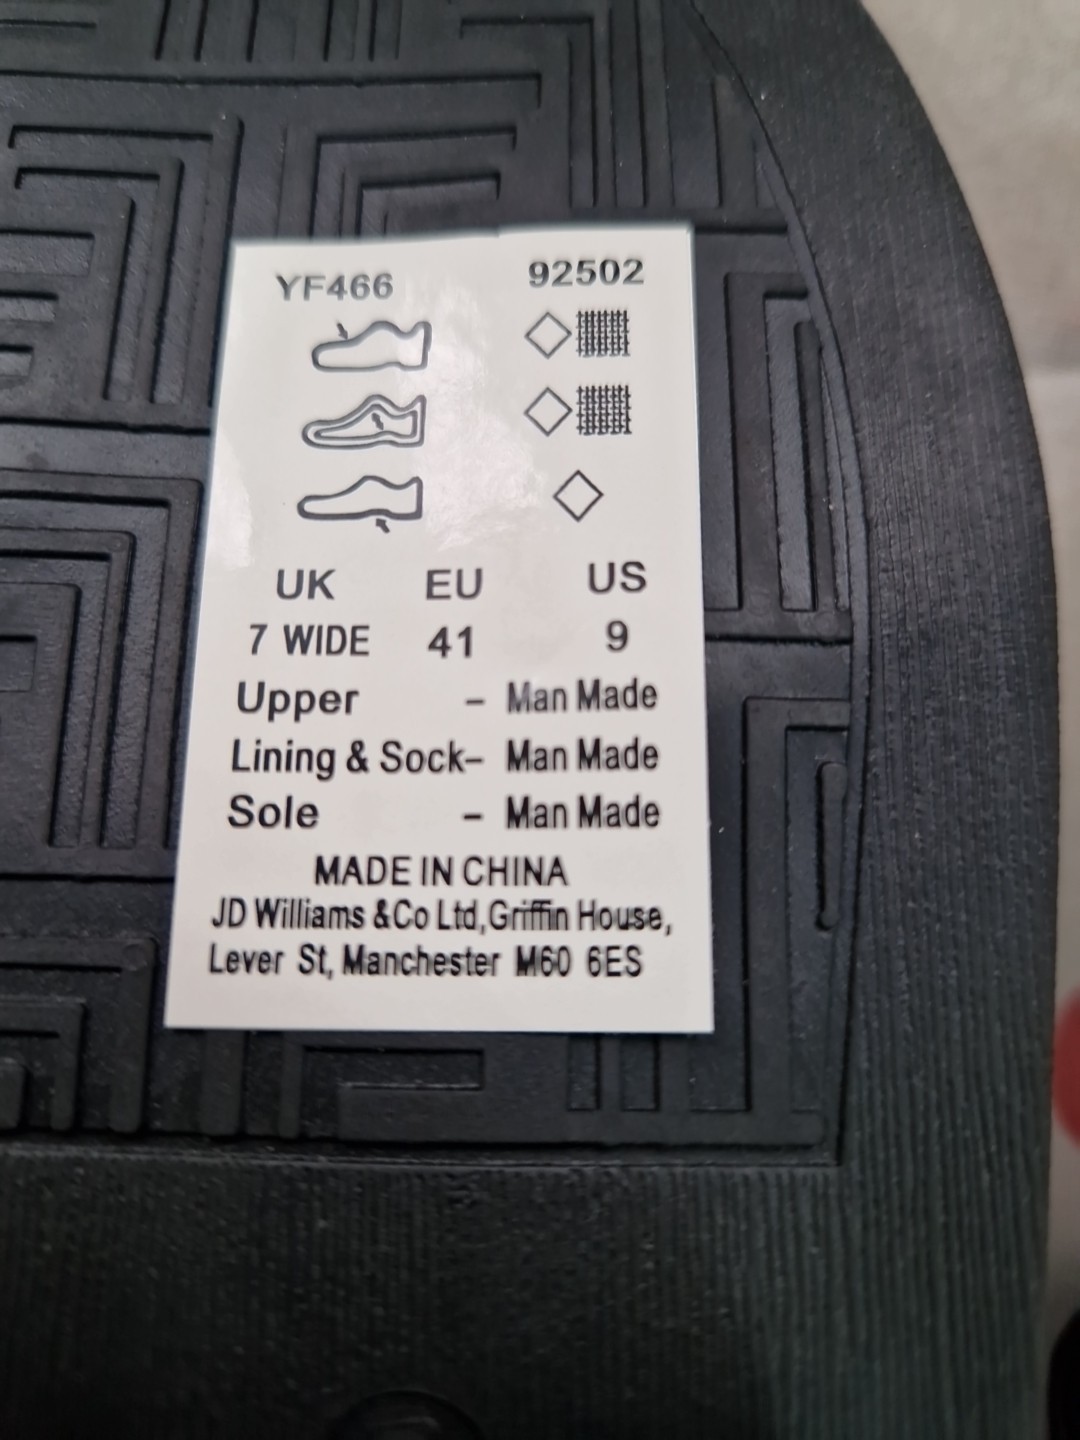 YF466 92502
UK EU US
7 WIDE 41 9
Upper - Man Made
Lining & Sock- Man Made
Sole - Man Made
MADE IN CHINA
JD Williams &Co Ltd,Griffin House,
Lever St, Manchester M60 6ES